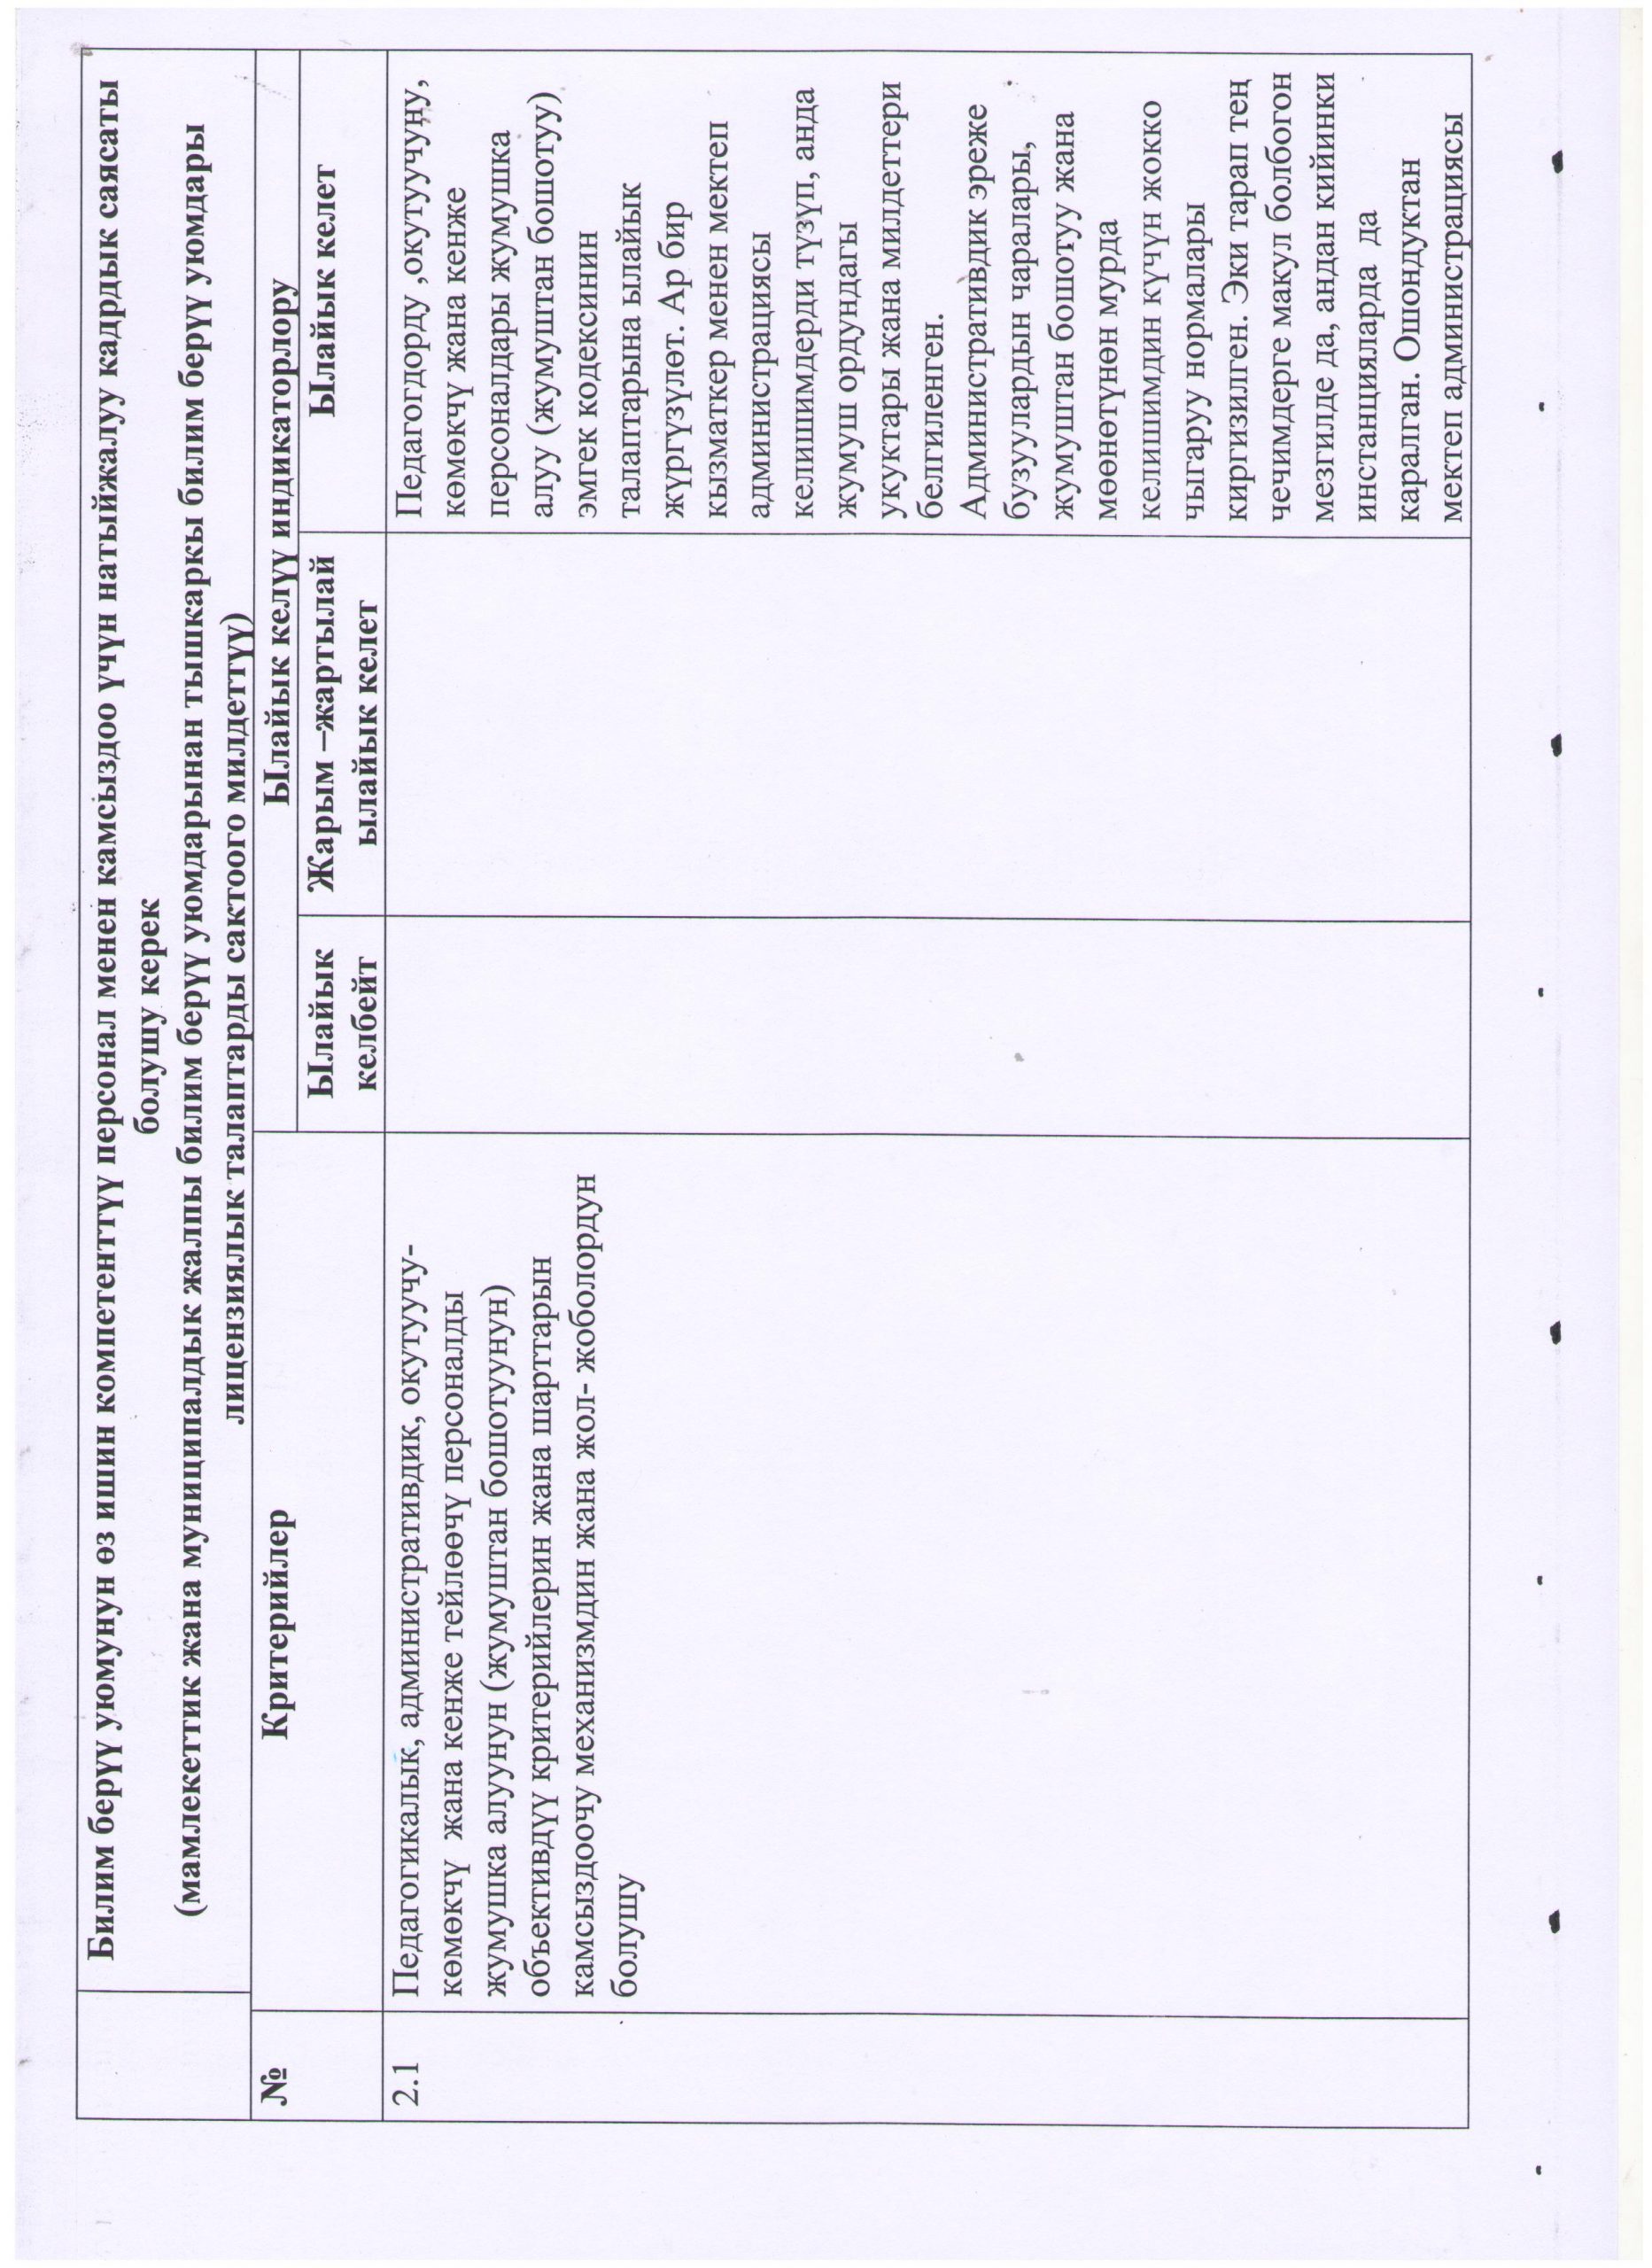 Билим берүү уюмунун өз ишин компетенттүү персонал менен камсыздоо үчүн натыйжалуу кадрдык саясаты
болушу керек
(мамлекеттик жана муниципалдык жалпы билим берүү уюмдарынан тышкаркы билим берүү уюмдары
лицензиялык талаптарды сактоого милдеттүү)
№
Критерийлер
Ылайык келүү индикаторлору
Ылайык
келбейт
Жарым –жартылай
ылайык келет
Ылайык келет
2.1
Педагогикалык, административдик, окутуучу-
көмөкчү  жана кенже тейлөөчү персоналды
жумушка алуунун (жумуштан бошотуунун)
объективдүү критерийлерин жана шарттарын
камсыздоочу механизмдин жана жол- жоболордун
болушу
Педагогдорду ,окутуучуну,
көмөкчү жана кенже
персоналдары жумушка
алуу (жумуштан бошотуу)
эмгек кодексинин
талаптарына ылайык
жүргүзүлөт. Ар бир
кызматкер менен мектеп
администрациясы
келишимдерди түзүп, анда
жумуш ордундагы
укуктары жана милдеттери
белгиленген.
Административдик эреже
бузуулардын чаралары,
жумуштан бошотуу жана
мөөнөтүнөн мурда
келишимдин күчүн жокко
чыгаруу нормалары
киргизилген. Эки тарап тең
чечимдерге макул болбогон
мезгилде да, андан кийинки
инстанцияларда  да
каралган. Ошондуктан
мектеп администрациясы